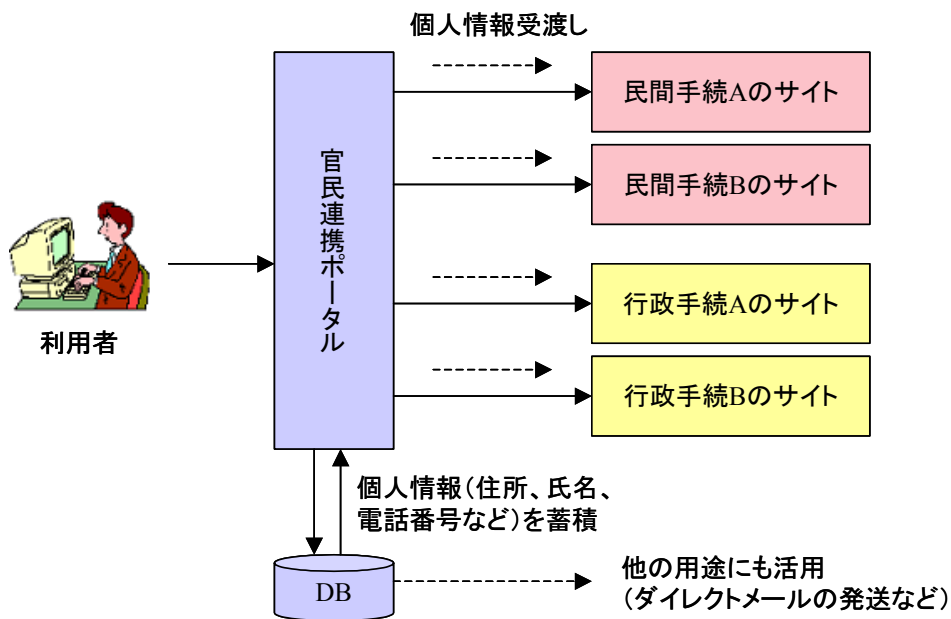 個人情報受渡し
民間手続Aのサイト
民間手続Bのサイト
官民連携ポータル
行政手続Aのサイト
利用者
行政手続Bのサイト
個人情報(住所、氏名、
電話番号など)を蓄積
DB
他の用途にも活用
(ダイレクトメールの発送など)